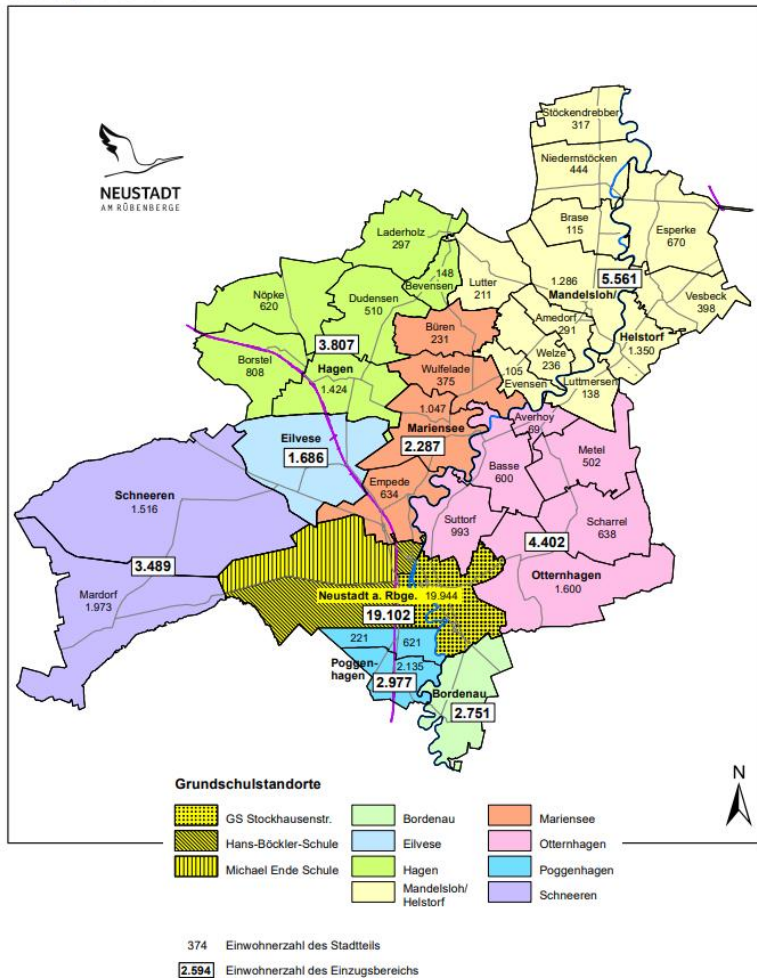 NEUSTADT
AM RÜBENBERGE
Stöckendrebber
317
Niedernstöcken
444
Brase
115
Esperke
670
Laderholz
297
148
Bevensen
Lutter
211
1.286
5.561
Mandelsloh/
Vesbeck
398
Nöpke
620
Dudensen
510
Büren
231
Amedorf
291
Helstorf
1.350
3.807
Hagen
1.424
Borstel
808
Wulfelade
375
Welze
236
105
Evensen
Luttmersen
138
1.047
Mariensee
2.287
Averhoy
69
Eilvese
1.686
Basse
600
Metel
502
Schneeren
1.516
Empede
634
Suttorf
993
Scharrel
638
4.402
3.489
Otternhagen
1.600
Mardorf
1.973
Neustadt a. Rbge. 19.944
19.102
221
621
Poggen-
hagen
2.135
2.977
Bordenau
2.751
N
Grundschulstandorte
GS Stockhausenstr.
Hans-Böckler-Schule
Michael Ende Schule
Bordenau
Eilvese
Hagen
Mandelsloh/
Helstorf
Mariensee
Otternhagen
Poggenhagen
Schneeren
374 Einwohnerzahl des Stadtteils
2.594 Einwohnerzahl des Einzugsbereichs